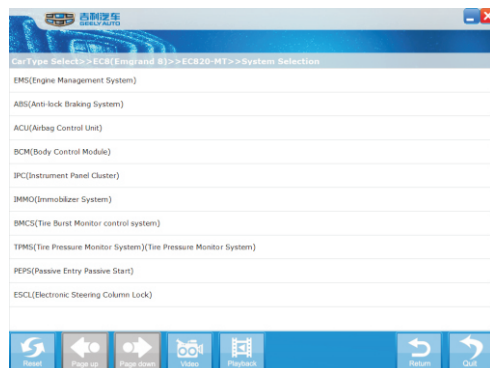 吉利汽车
GEELY AUTO
CarType Select>>EC8(Emgrand 8)>>EC820-MT>>System Selection
EMS(Engine Management System)
ABS(Anti-lock Braking System)
ACU(Airbag Control Unit)
BCM(Body Control Module)
IPC(Instrument Panel Cluster)
IMMO(Immobilizer System)
BMCS(Tire Burst Monitor control system)
TPMS(Tire Pressure Monitor System)(Tire Pressure Monitor System)
PEPS(Passive Entry Passive Start)
ESCL(Electronic Steering Column Lock)
Reset Page up Page down Video Playback Return Quit